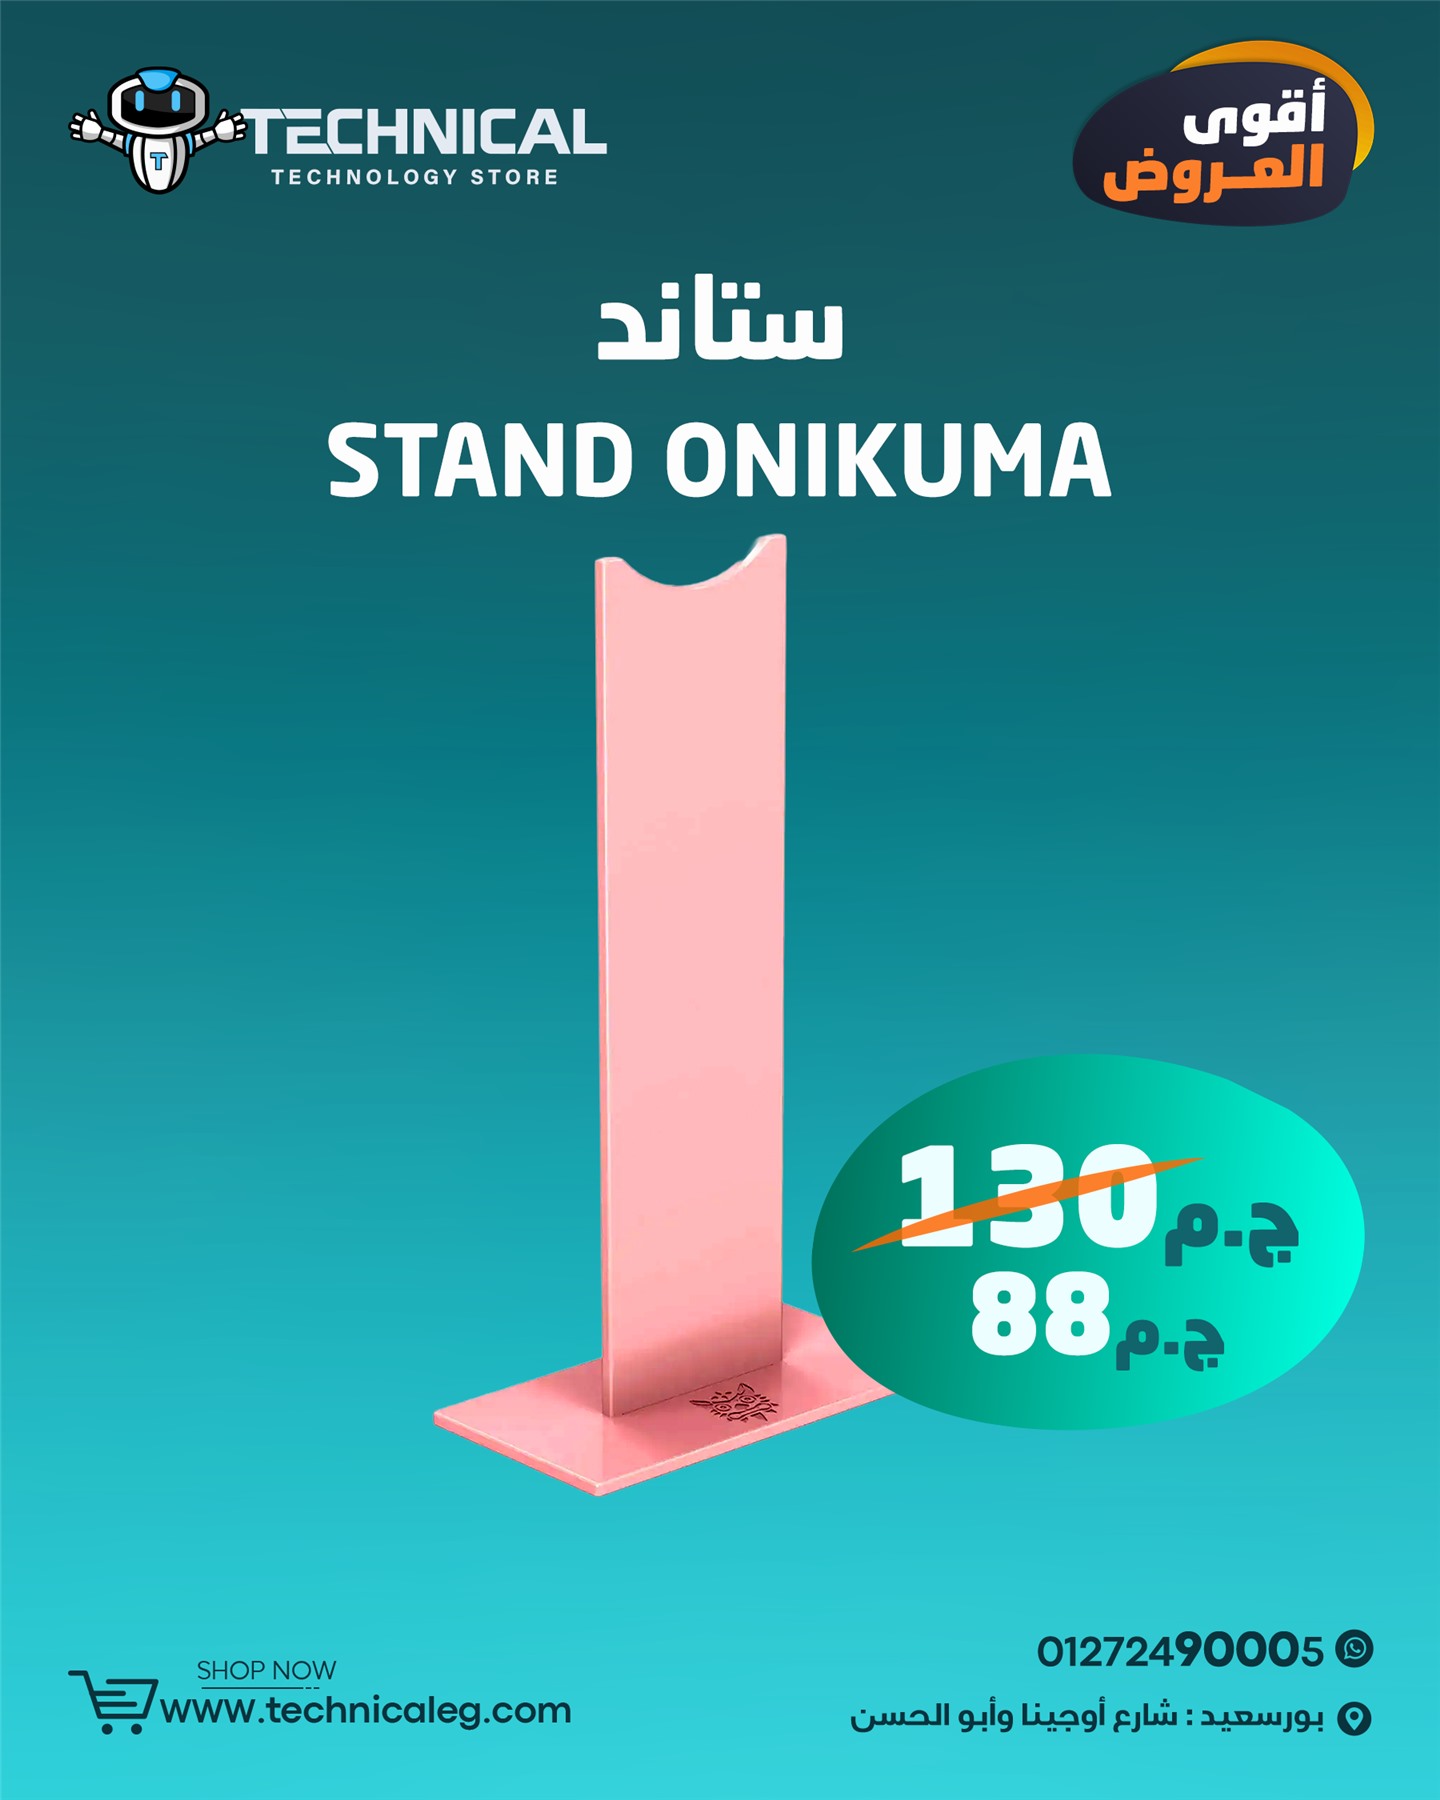 TECHNICAL
TECHNOLOGY STORE
T
أقوى
العروض
ستاند
STAND ONIKUMA
130 ج.م
88 ج.م
SHOP NOW
www.technicaleg.com
01272490005
بورسعيد : شارع أوجينا وأبو الحسن